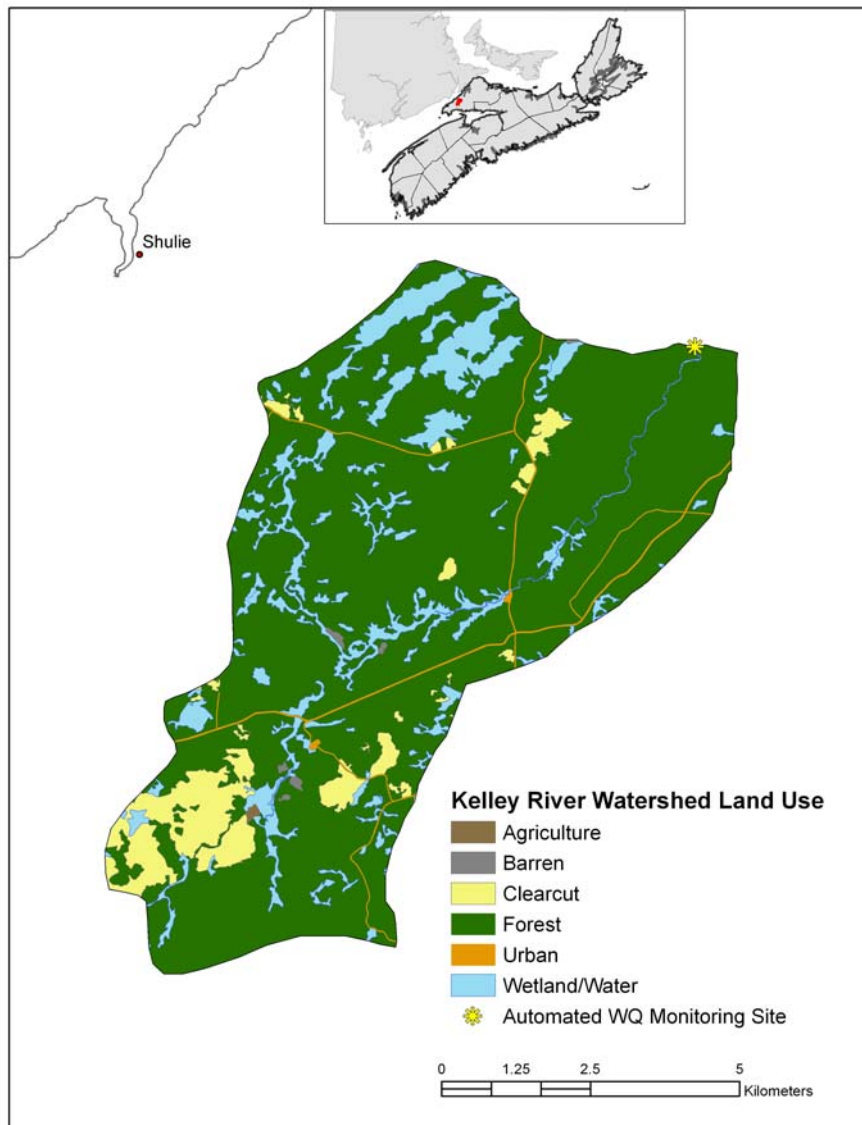 Shulie
Kelley River Watershed Land Use
Agriculture
Barren
Clearcut
Forest
Urban
Wetland/Water
Automated WQ Monitoring Site
0 1.25 2.5 5
Kilometers